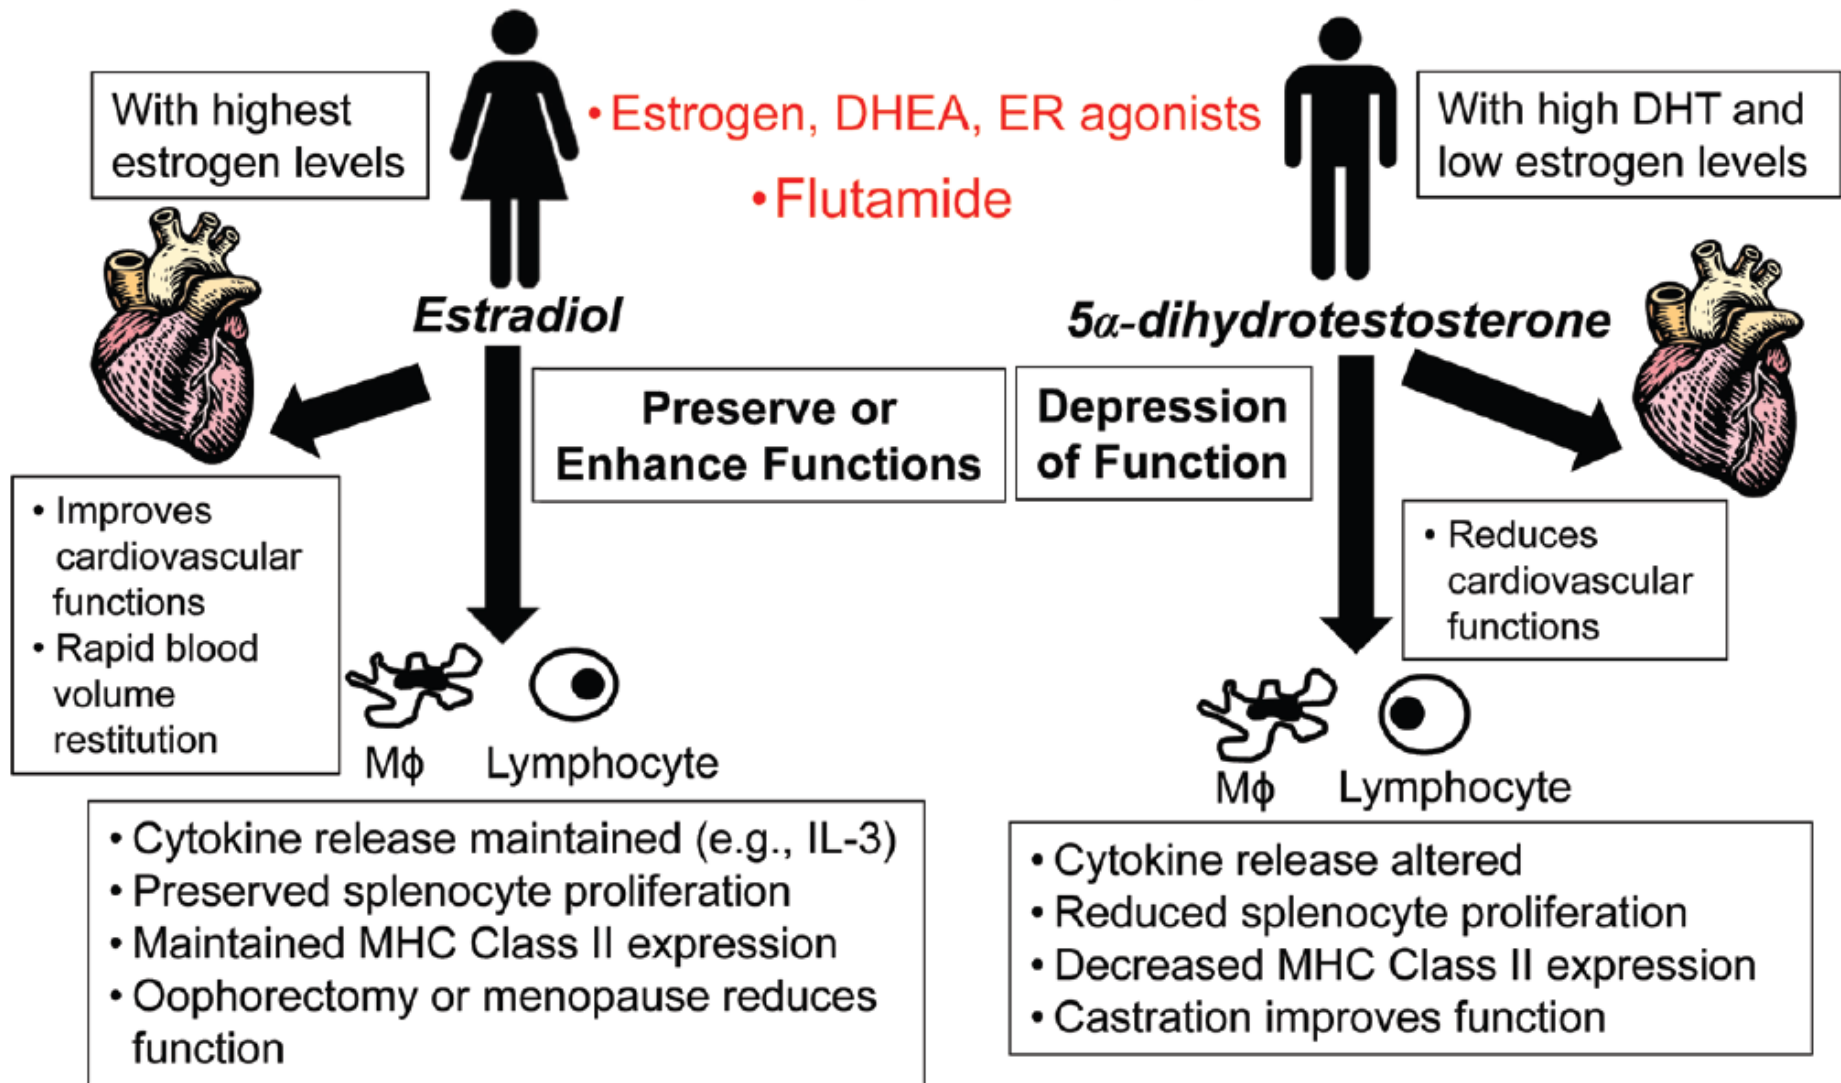 With highest
estrogen levels
• Estrogen, DHEA, ER agonists
• Flutamide
With high DHT and
low estrogen levels
Estradiol
5α-dihydrotestosterone
Preserve or
Enhance Functions
Depression
of Function
• Improves
cardiovascular
functions
• Rapid blood
volume
restitution
• Reduces
cardiovascular
functions
Mϕ
Lymphocyte
Mϕ
Lymphocyte
• Cytokine release maintained (e.g., IL-3)
• Preserved splenocyte proliferation
• Maintained MHC Class II expression
• Oophorectomy or menopause reduces
function
• Cytokine release altered
• Reduced splenocyte proliferation
• Decreased MHC Class II expression
• Castration improves function